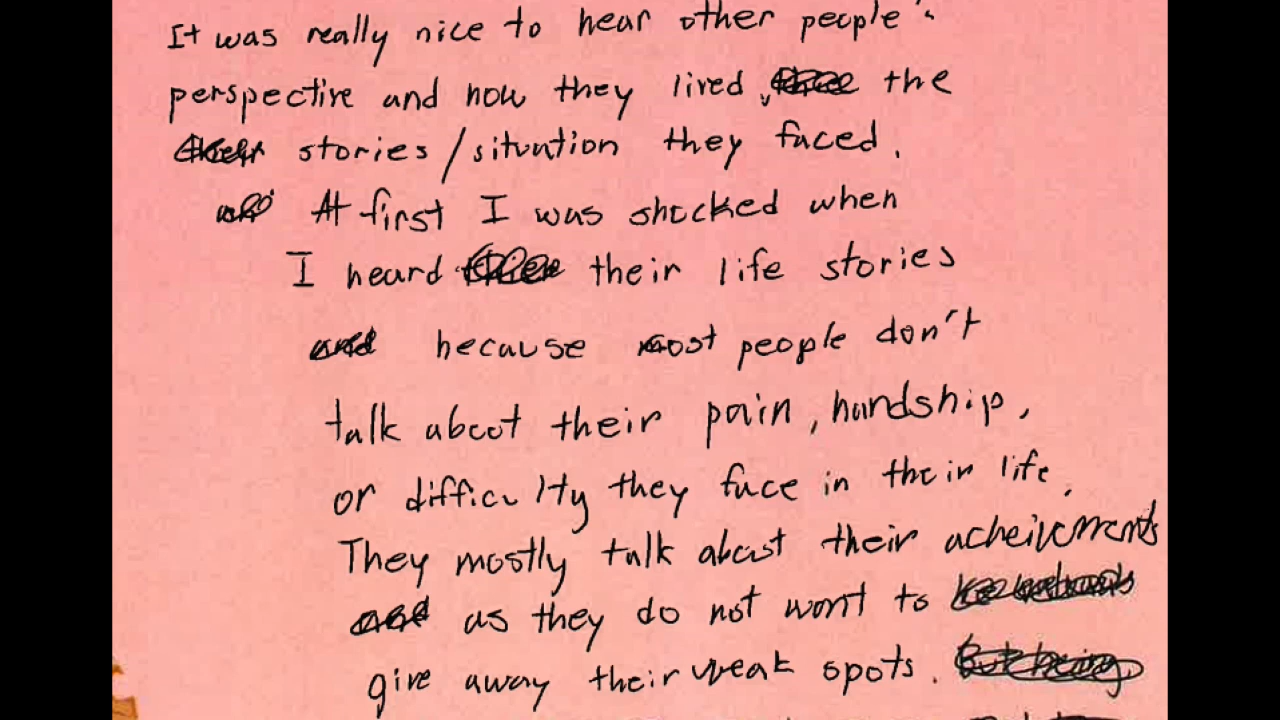 It was really nice to hear other people's
perspective and how they lived, the
stories/situation they faced.
At first I was shocked when
I heard their life stories
because most people don't
talk about their pain, hardship,
or difficulty they face in their life.
They mostly talk about their acheivements
as they do not want to
give away their weak spots.